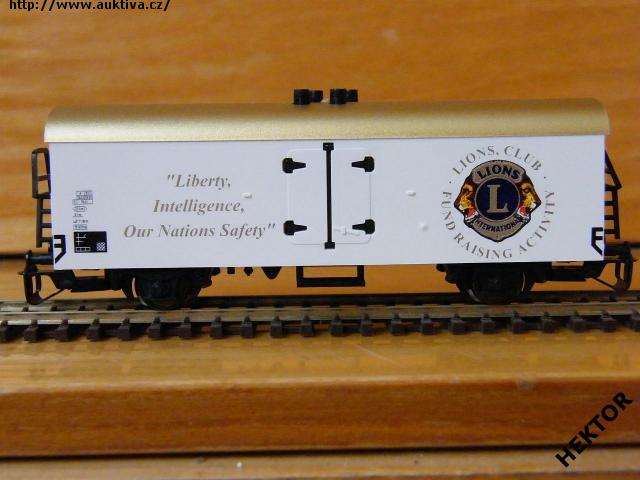 http://www.auktiva.cz/
"Liberty,
Intelligence,
Our Nations Safety"
· LIONS, CLUB ·
FUND RAISING ACTIVITY
LIONS
L
INTERNATIONAL
HEKTOR